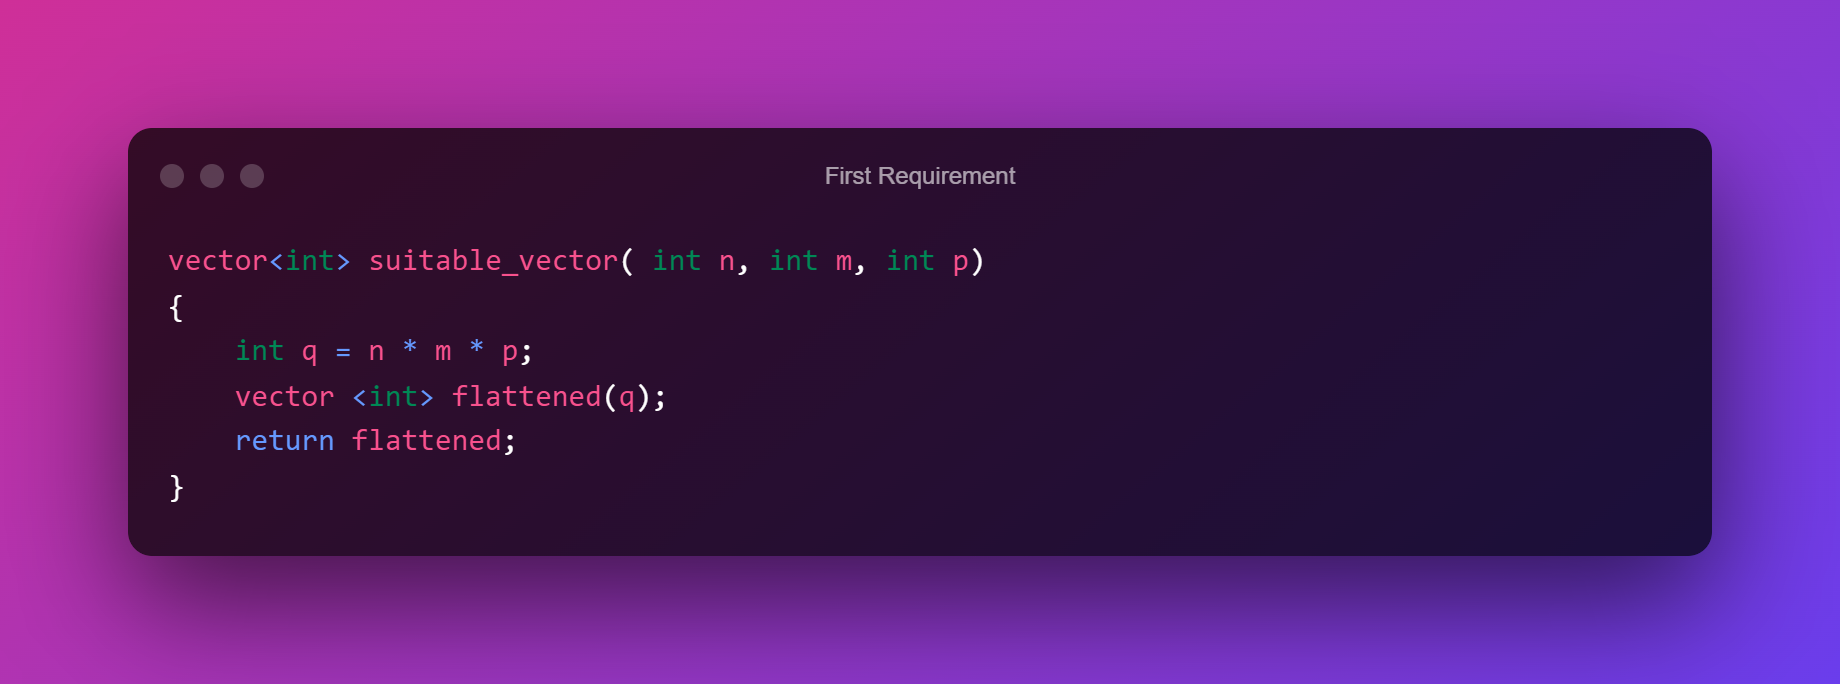 First Requirement
vector<int> suitable_vector( int n, int m, int p)
{
    int q = n * m * p;
    vector <int> flattened(q);
    return flattened;
}